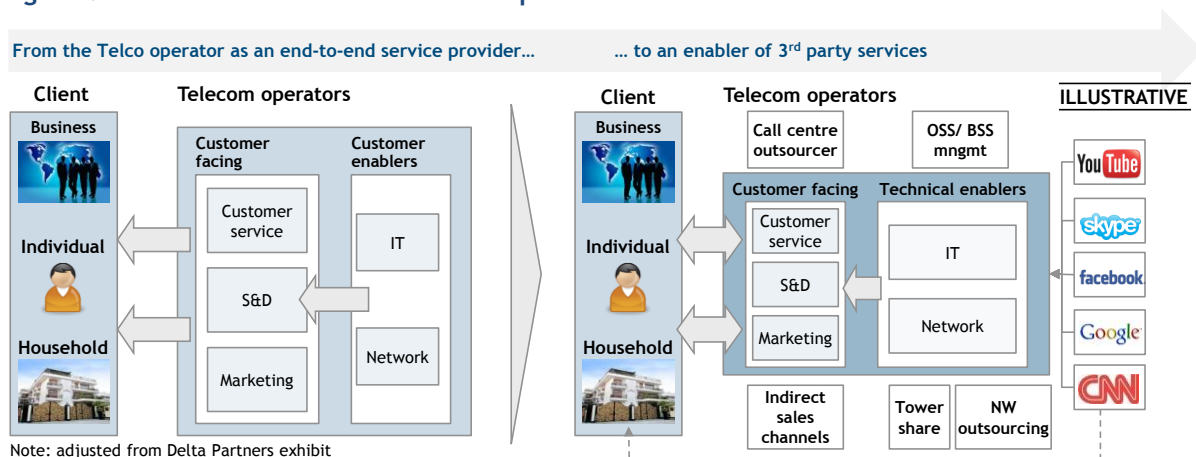 From the Telco operator as an end-to-end service provider…
… to an enabler of 3rd party services
Client
Telecom operators
Business
Individual
Household
Customer
facing
Customer
enablers
Customer
service
S&D
Marketing
IT
Network
Client
Telecom operators
ILLUSTRATIVE
Business
Individual
Household
Call centre
outsourcer
OSS/ BSS
mngmt
Customer facing
Technical enablers
Customer
service
S&D
Marketing
IT
Network
Indirect
sales
channels
Tower
share
NW
outsourcing
YouTube
skype
facebook
Google
CNN
Note: adjusted from Delta Partners exhibit